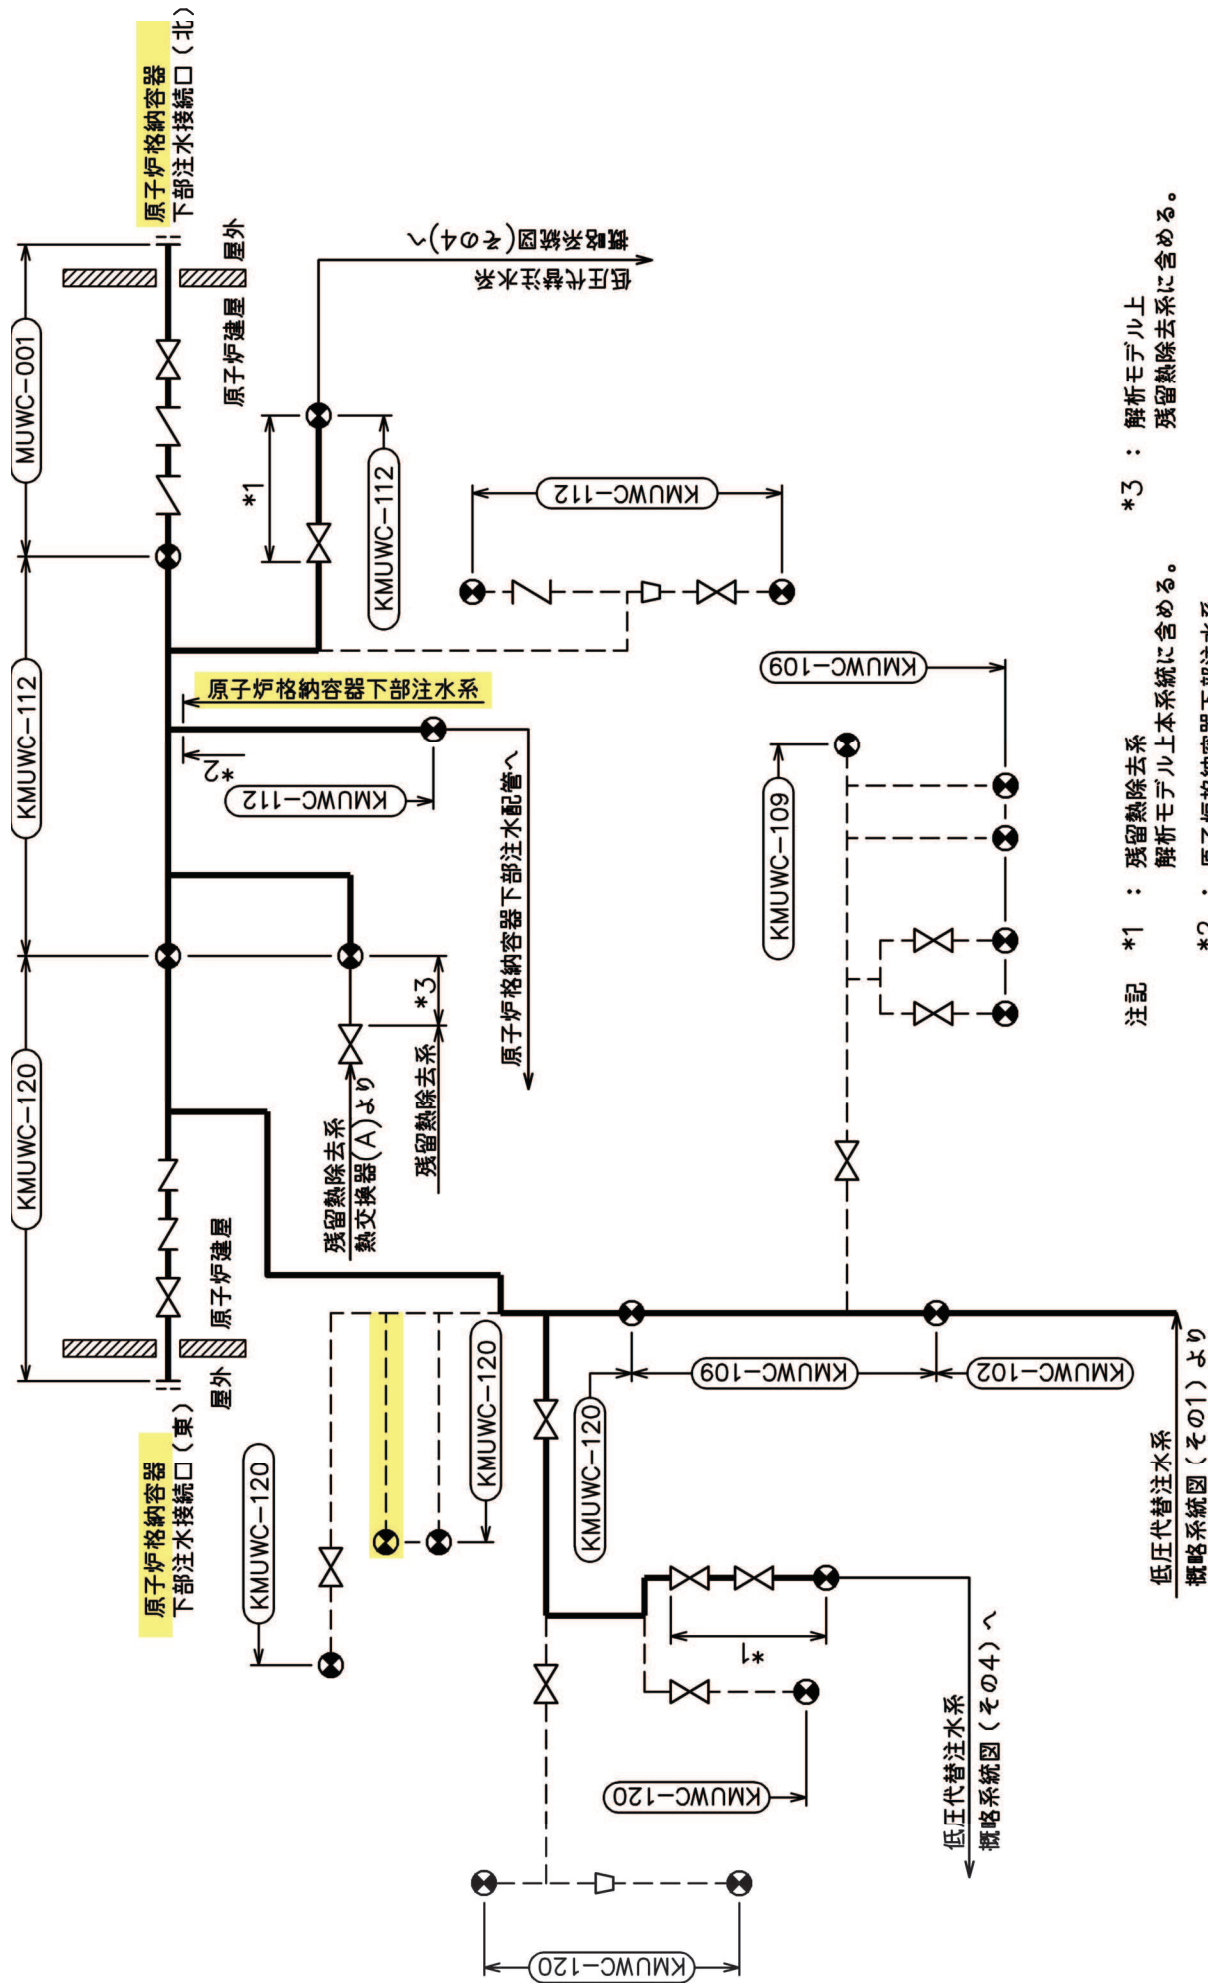 原子炉格納容器
下部注水接続口（北）
MUWC-001
屋外
原子炉建屋
低圧代替注水系
概略系統図(その4)へ
*1
KMUWC-112
KMUWC-112
KMUWC-112
原子炉格納容器下部注水系
*2
KMUWC-112
原子炉格納容器下部注水配管へ
KMUWC-109
KMUWC-109
*3
残留熱除去系
残留熱除去系
熱交換器(A)より
KMUWC-120
原子炉建屋
屋外
原子炉格納容器
下部注水接続口（東）
KMUWC-120
KMUWC-120
KMUWC-120
KMUWC-109
KMUWC-102
低圧代替注水系
概略系統図（その1）より
*1
KMUWC-120
低圧代替注水系
概略系統図（その4）へ
KMUWC-120
注記 *1 : 残留熱除去系
解析モデル上本系統に含める。
*3 : 解析モデル上
残留熱除去系に含める。